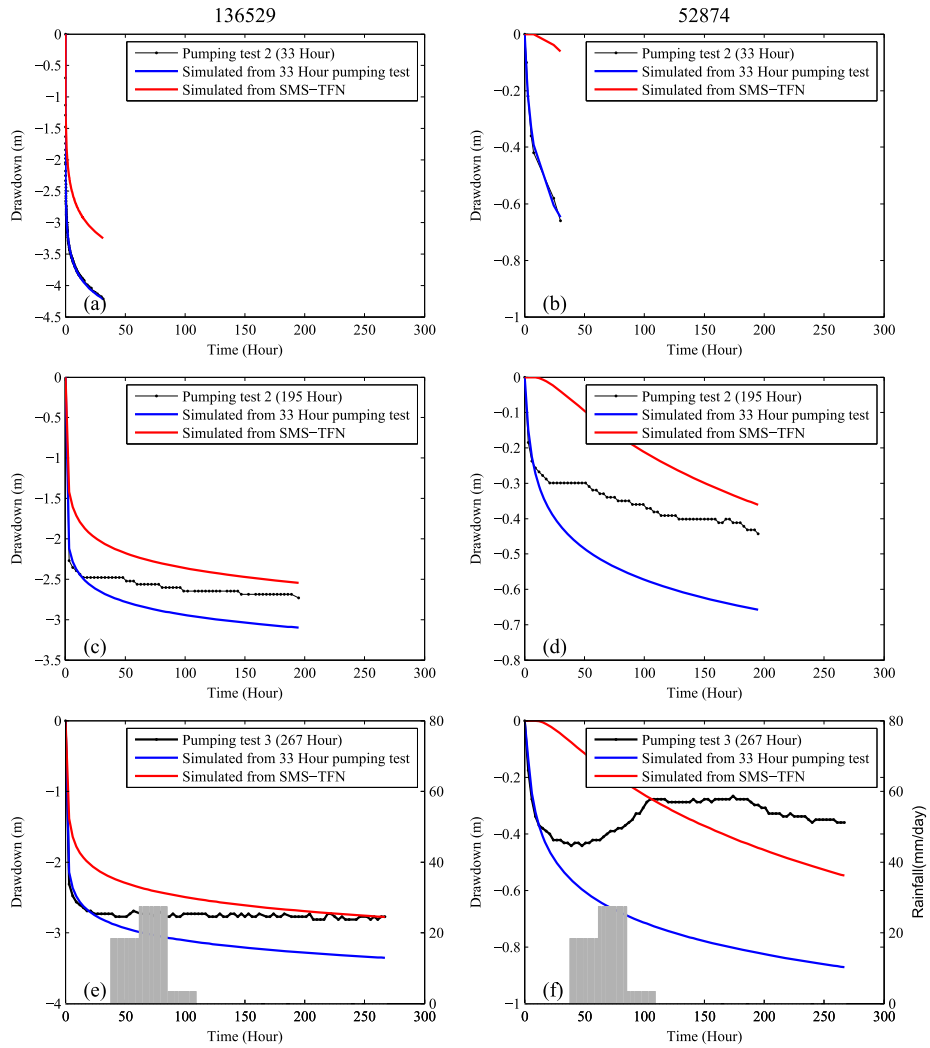 136529
52874
0
−0.5
−1
−1.5
−2
−2.5
−3
−3.5
−4
−4.5
Drawdown (m)
Pumping test 2 (33 Hour)
Simulated from 33 Hour pumping test
Simulated from SMS−TFN
(a)
0 50 100 150 200 250 300
Time (Hour)
0
−0.2
−0.4
−0.6
−0.8
−1
Drawdown (m)
Pumping test 2 (33 Hour)
Simulated from 33 Hour pumping test
Simulated from SMS−TFN
(b)
0 50 100 150 200 250 300
Time (Hour)
0
−0.5
−1
−1.5
−2
−2.5
−3
−3.5
Drawdown (m)
Pumping test 2 (195 Hour)
Simulated from 33 Hour pumping test
Simulated from SMS−TFN
(c)
0 50 100 150 200 250 300
Time (Hour)
0
−0.1
−0.2
−0.3
−0.4
−0.5
−0.6
−0.7
−0.8
Drawdown (m)
Pumping test 2 (195 Hour)
Simulated from 33 Hour pumping test
Simulated from SMS−TFN
(d)
0 50 100 150 200 250 300
Time (Hour)
0
−1
−2
−3
−4
Drawdown (m)
Pumping test 3 (267 Hour)
Simulated from 33 Hour pumping test
Simulated from SMS−TFN
(e)
80
60
40
20
0
0 50 100 150 200 250 300
Time (Hour)
0
−0.2
−0.4
−0.6
−0.8
−1
Drawdown (m)
Pumping test 3 (267 Hour)
Simulated from 33 Hour pumping test
Simulated from SMS−TFN
(f)
80
60
40
20
0
Rainfall(mm/day)
0 50 100 150 200 250 300
Time (Hour)